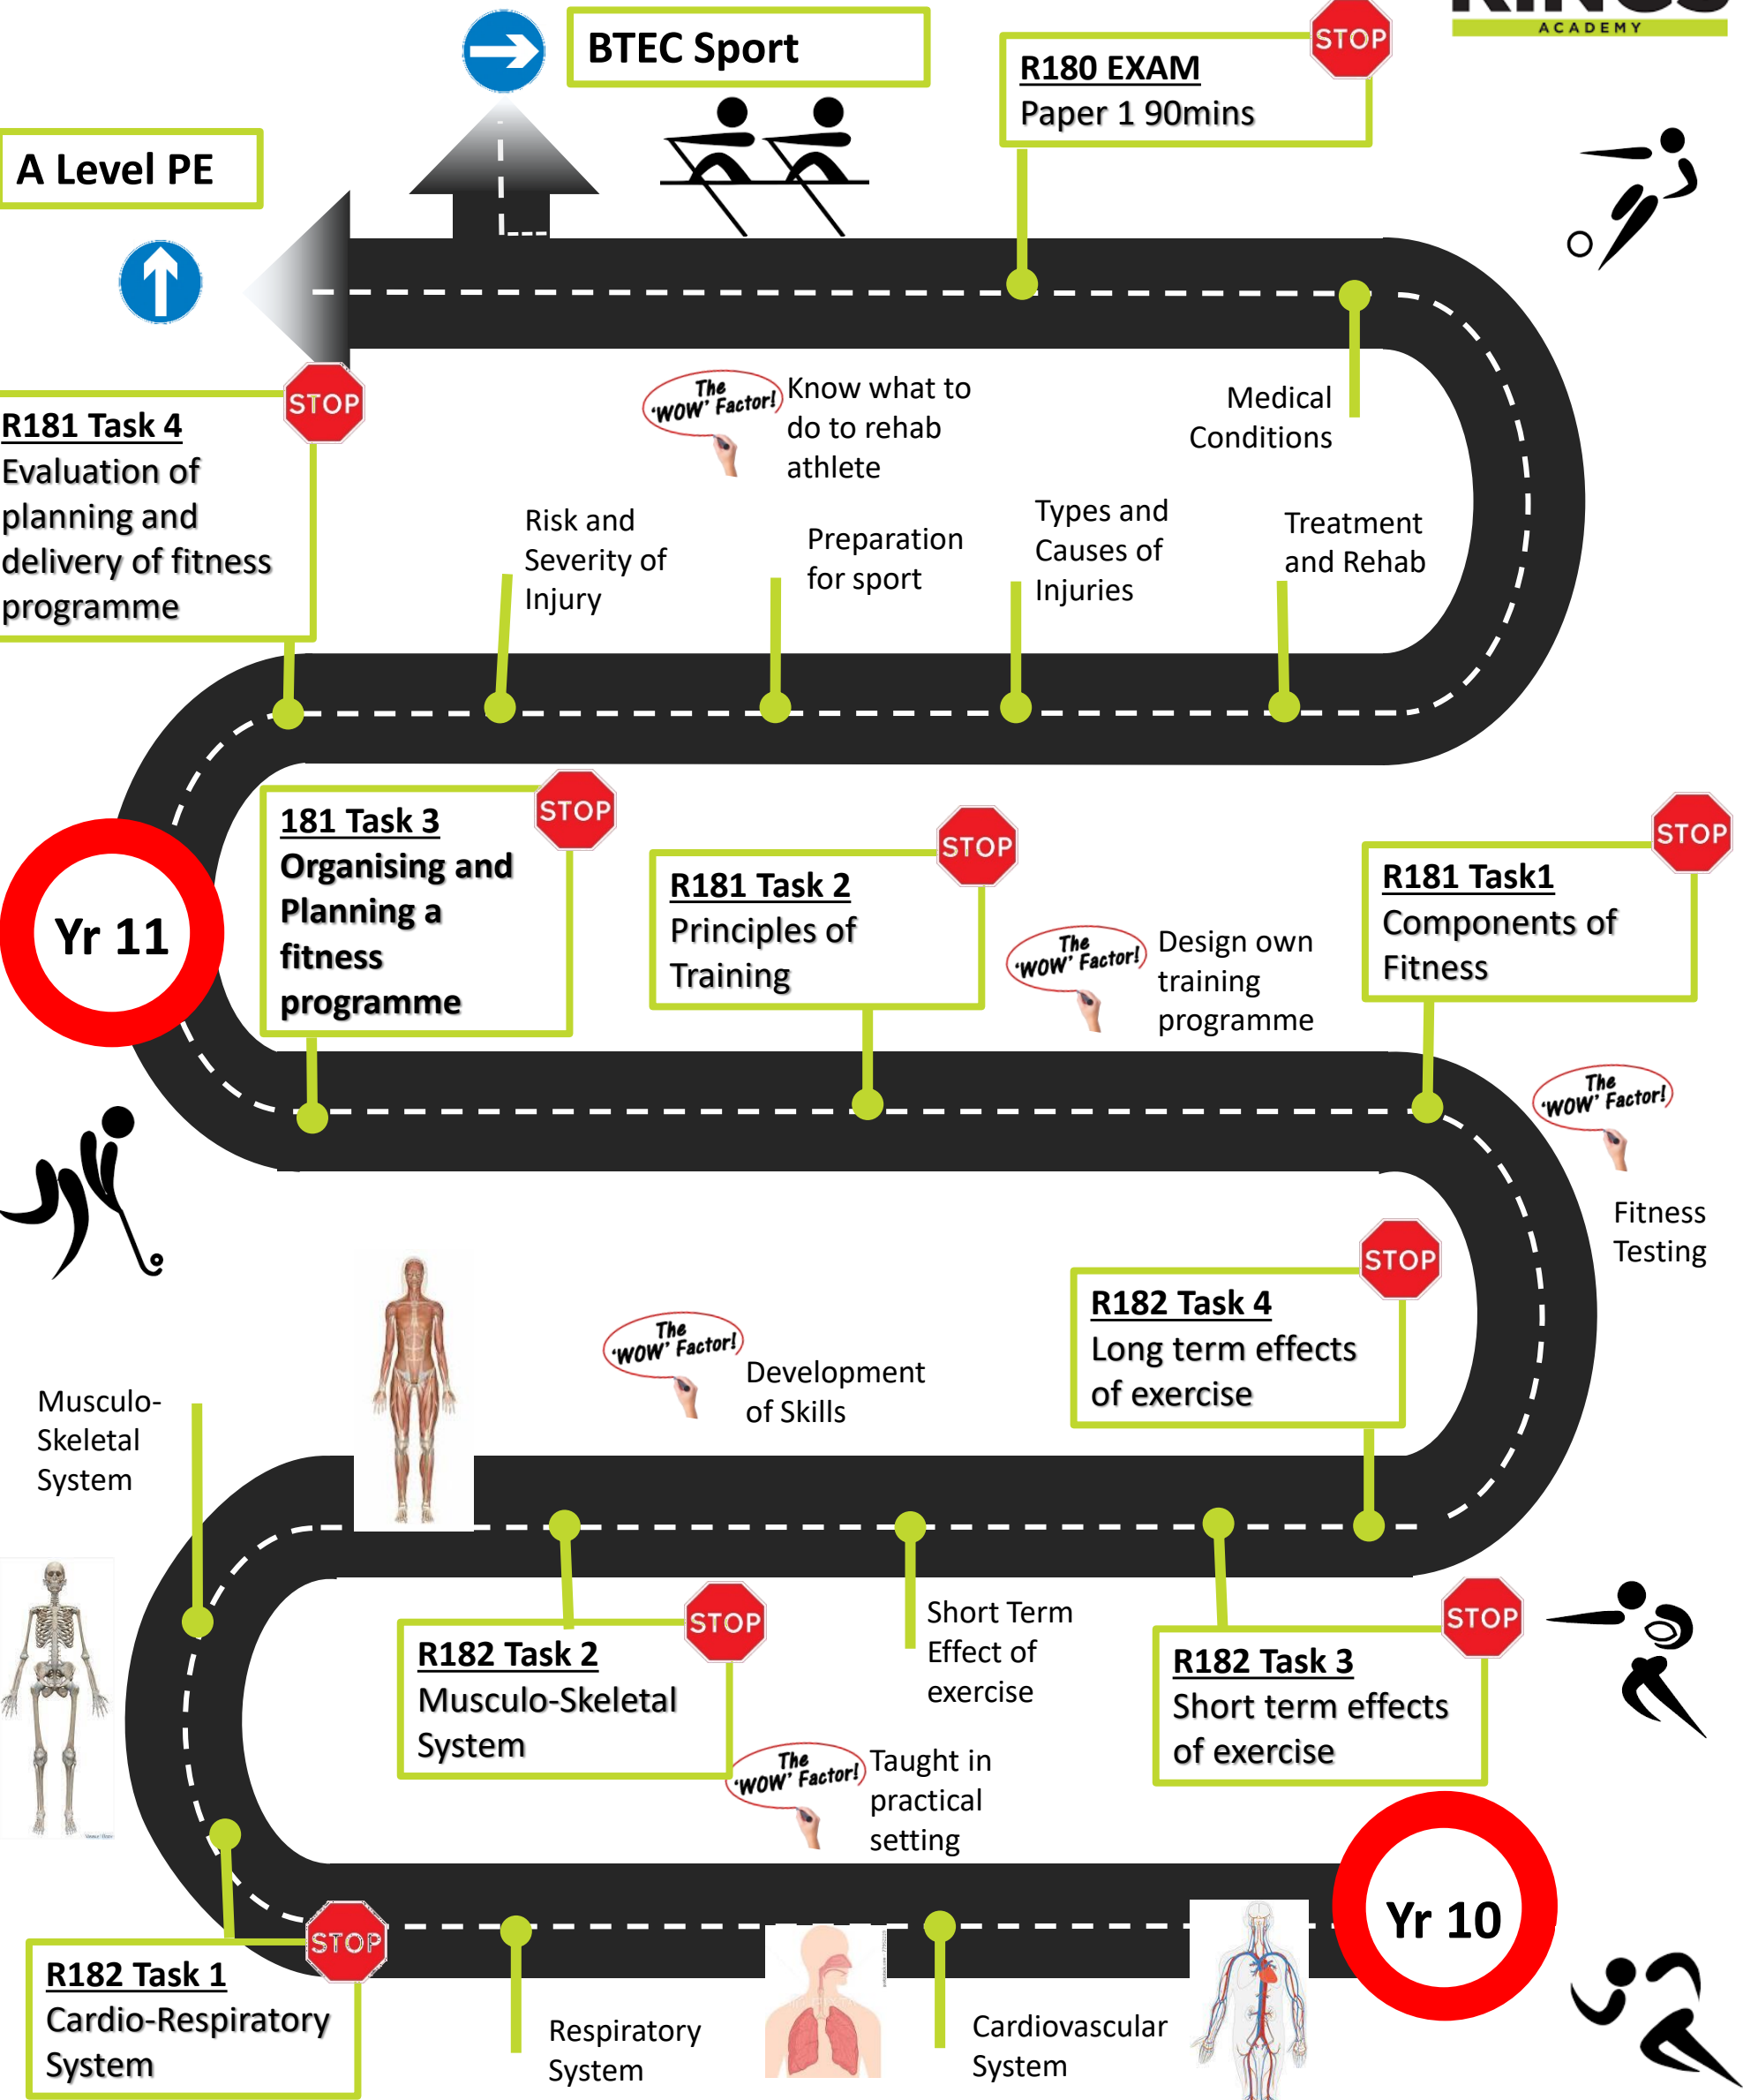 KINGS
ACADEMY
BTEC Sport
STOP
R180 EXAM
Paper 1 90mins
A Level PE
STOP
R181 Task 4
Evaluation of
planning and
delivery of fitness
programme
The
'WOW' Factor!
Know what to
do to rehab
athlete
Medical
Conditions
Risk and
Severity of
Injury
Preparation
for sport
Types and
Causes of
Injuries
Treatment
and Rehab
Yr 11
STOP
181 Task 3
Organising and
Planning a
fitness
programme
STOP
R181 Task 2
Principles of
Training
The
'WOW' Factor!
Design own
training
programme
STOP
R181 Task1
Components of
Fitness
The
'WOW' Factor!
Fitness
Testing
STOP
R182 Task 4
Long term effects
of exercise
The
'WOW' Factor!
Development
of Skills
Musculo-
Skeletal
System
STOP
R182 Task 2
Musculo-Skeletal
System
Short Term
Effect of
exercise
STOP
R182 Task 3
Short term effects
of exercise
The
'WOW' Factor!
Taught in
practical
setting
Yr 10
STOP
R182 Task 1
Cardio-Respiratory
System
Respiratory
System
Cardiovascular
System